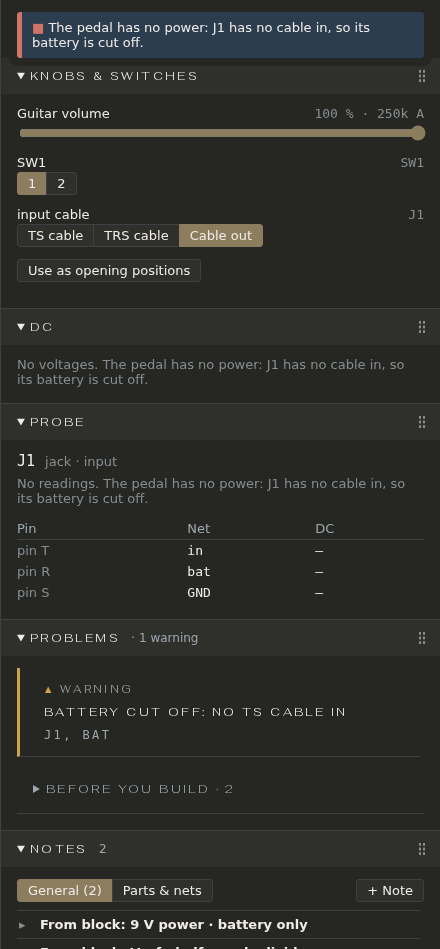 The pedal has no power: J1 has no cable in, so its
battery is cut off.
KNOBS & SWITCHES
Guitar volume 100 % · 250k A
SW1 SW1
1 2
input cable J1
TS cable TRS cable Cable out
Use as opening positions
DC
No voltages. The pedal has no power: J1 has no cable in, so
its battery is cut off.
PROBE
J1 jack · input
No readings. The pedal has no power: J1 has no cable in, so
its battery is cut off.
Pin Net DC
pin T in —
pin R bat —
pin S GND —
PROBLEMS · 1 warning
WARNING
BATTERY CUT OFF: NO TS CABLE IN
J1, BAT
BEFORE YOU BUILD · 2
NOTES 2
General (2) Parts & nets + Note
From block: 9 V power · battery only